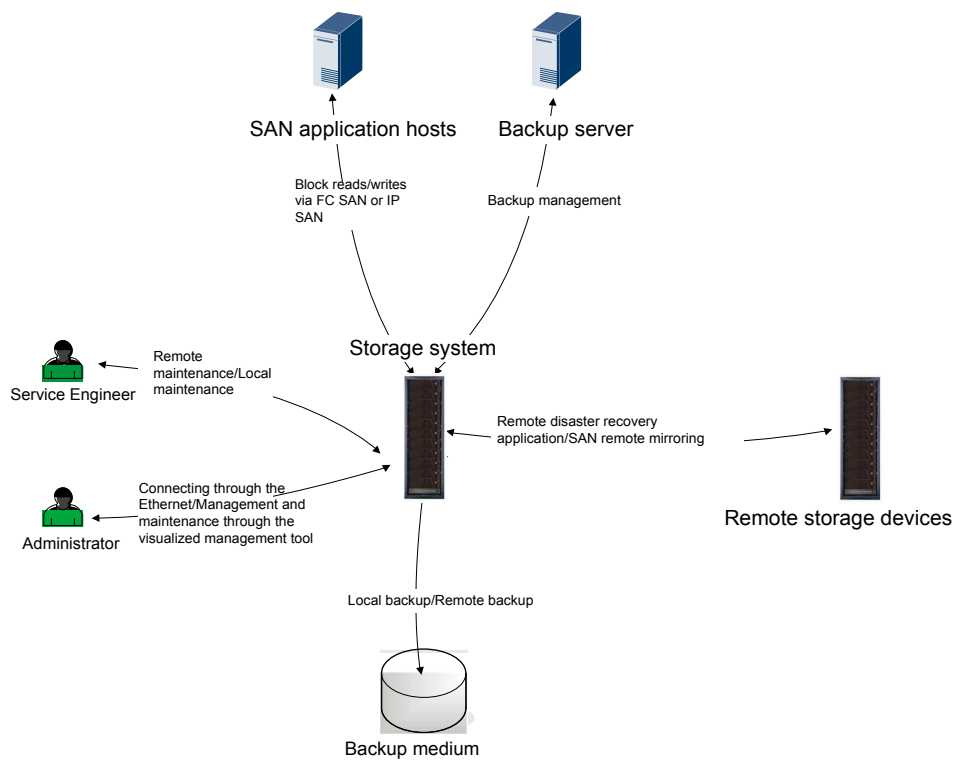 SAN application hosts
Backup server
Block reads/writes
via FC SAN or IP
SAN
Backup management
Storage system
Service Engineer
Remote
maintenance/Local
maintenance
Remote disaster recovery
application/SAN remote mirroring
Remote storage devices
Administrator
Connecting through the
Ethernet/Management and
maintenance through the
visualized management tool
Local backup/Remote backup
Backup medium